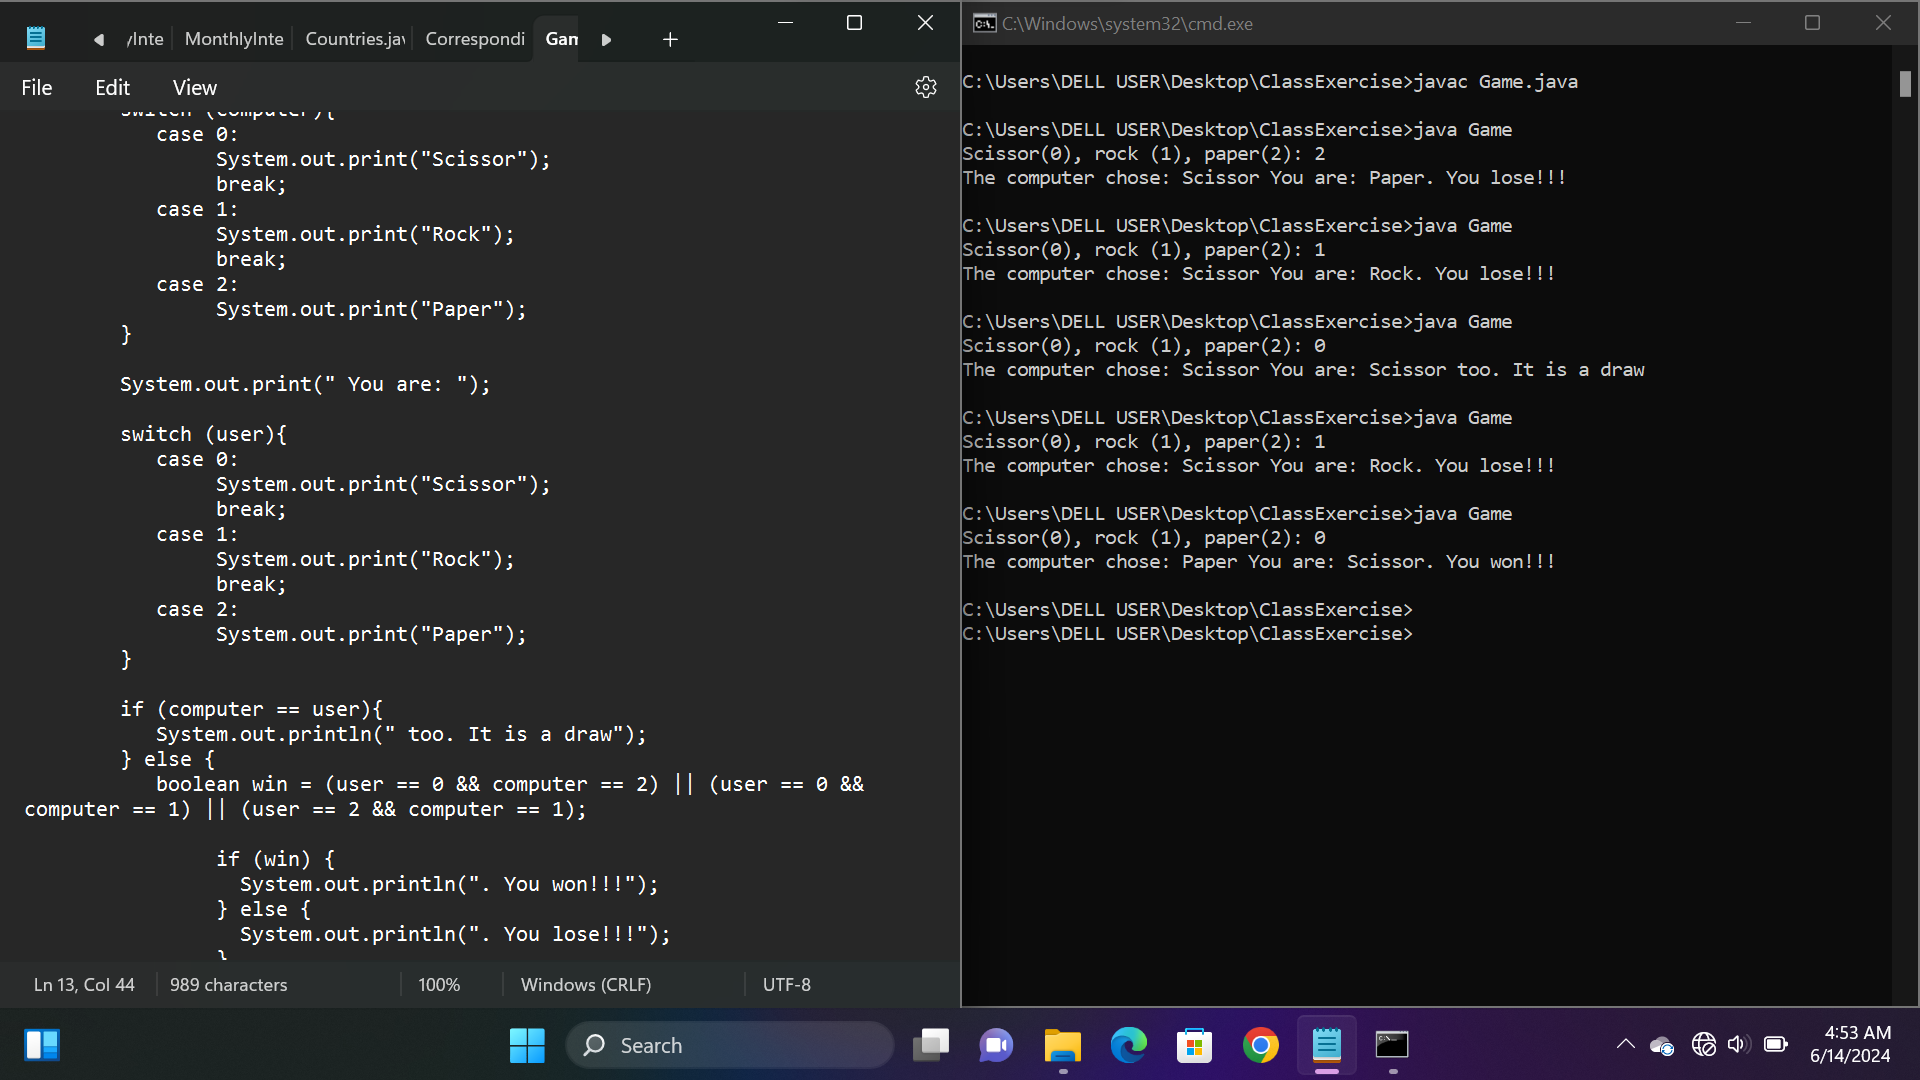 /Inte MonthlyInte Countries.jav Correspondi Gam
File Edit View
switch (computer){
case 0:
System.out.print("Scissor");
break;
case 1:
System.out.print("Rock");
break;
case 2:
System.out.print("Paper");
}
System.out.print(" You are: ");
switch (user){
case 0:
System.out.print("Scissor");
break;
case 1:
System.out.print("Rock");
break;
case 2:
System.out.print("Paper");
}
if (computer == user){
System.out.println(" too. It is a draw");
} else {
boolean win = (user == 0 && computer == 2) || (user == 0 &&
computer == 1) || (user == 2 && computer == 1);
if (win) {
System.out.println(". You won!!!");
} else {
System.out.println(". You lose!!!");
}
Ln 13, Col 44 989 characters 100% Windows (CRLF) UTF-8
C:\Windows\system32\cmd.exe
C:\Users\DELL USER\Desktop\ClassExercise>javac Game.java
C:\Users\DELL USER\Desktop\ClassExercise>java Game
Scissor(0), rock (1), paper(2): 2
The computer chose: Scissor You are: Paper. You lose!!!
C:\Users\DELL USER\Desktop\ClassExercise>java Game
Scissor(0), rock (1), paper(2): 1
The computer chose: Scissor You are: Rock. You lose!!!
C:\Users\DELL USER\Desktop\ClassExercise>java Game
Scissor(0), rock (1), paper(2): 0
The computer chose: Scissor You are: Scissor too. It is a draw
C:\Users\DELL USER\Desktop\ClassExercise>java Game
Scissor(0), rock (1), paper(2): 1
The computer chose: Scissor You are: Rock. You lose!!!
C:\Users\DELL USER\Desktop\ClassExercise>java Game
Scissor(0), rock (1), paper(2): 0
The computer chose: Paper You are: Scissor. You won!!!
C:\Users\DELL USER\Desktop\ClassExercise>
C:\Users\DELL USER\Desktop\ClassExercise>
Search
4:53 AM
6/14/2024